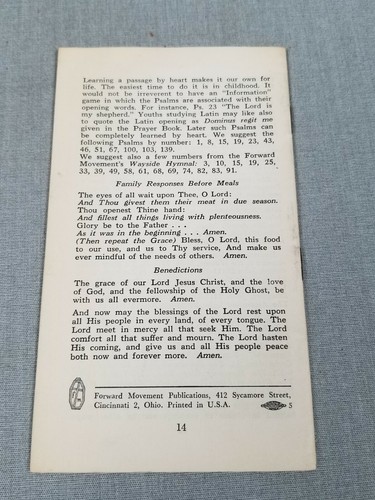 Learning a passage by heart makes it our own for
life. The easiest time to do it is in childhood. It
would not be irreverent to have an "Information"
game in which the Psalms are associated with their
opening words. For instance, Ps. 23 "The Lord is
my shepherd." Youths studying Latin may like also
to quote the Latin opening as Dominus regit me
given in the Prayer Book. Later such Psalms can
be completely learned by heart. We suggest the
following Psalms by number: 1, 8, 15, 19, 23, 43,
46, 51, 67, 100, 103, 139.
We suggest also a few numbers from the Forward
Movement's Wayside Hymnal: 3, 10, 15, 19, 25,
33, 39, 49, 58, 61, 68, 69, 74, 82, 83, 91.
Family Responses Before Meals
The eyes of all wait upon Thee, O Lord:
And Thou givest them their meat in due season.
Thou openest Thine hand:
And fillest all things living with plenteousness.
Glory be to the Father . . .
As it was in the beginning . . . Amen.
(Then repeat the Grace) Bless, O Lord, this food
to our use, and us to Thy service, And make us
ever mindful of the needs of others. Amen.
Benedictions
The grace of our Lord Jesus Christ, and the love
of God, and the fellowship of the Holy Ghost, be
with us all evermore. Amen.
And now may the blessings of the Lord rest upon
all His people in every land, of every tongue. The
Lord meet in mercy all that seek Him. The Lord
comfort all that suffer and mourn. The Lord hasten
His coming, and give us and all His people peace
both now and forever more. Amen.
Forward Movement Publications, 412 Sycamore Street,
Cincinnati 2, Ohio. Printed in U.S.A. 5
14